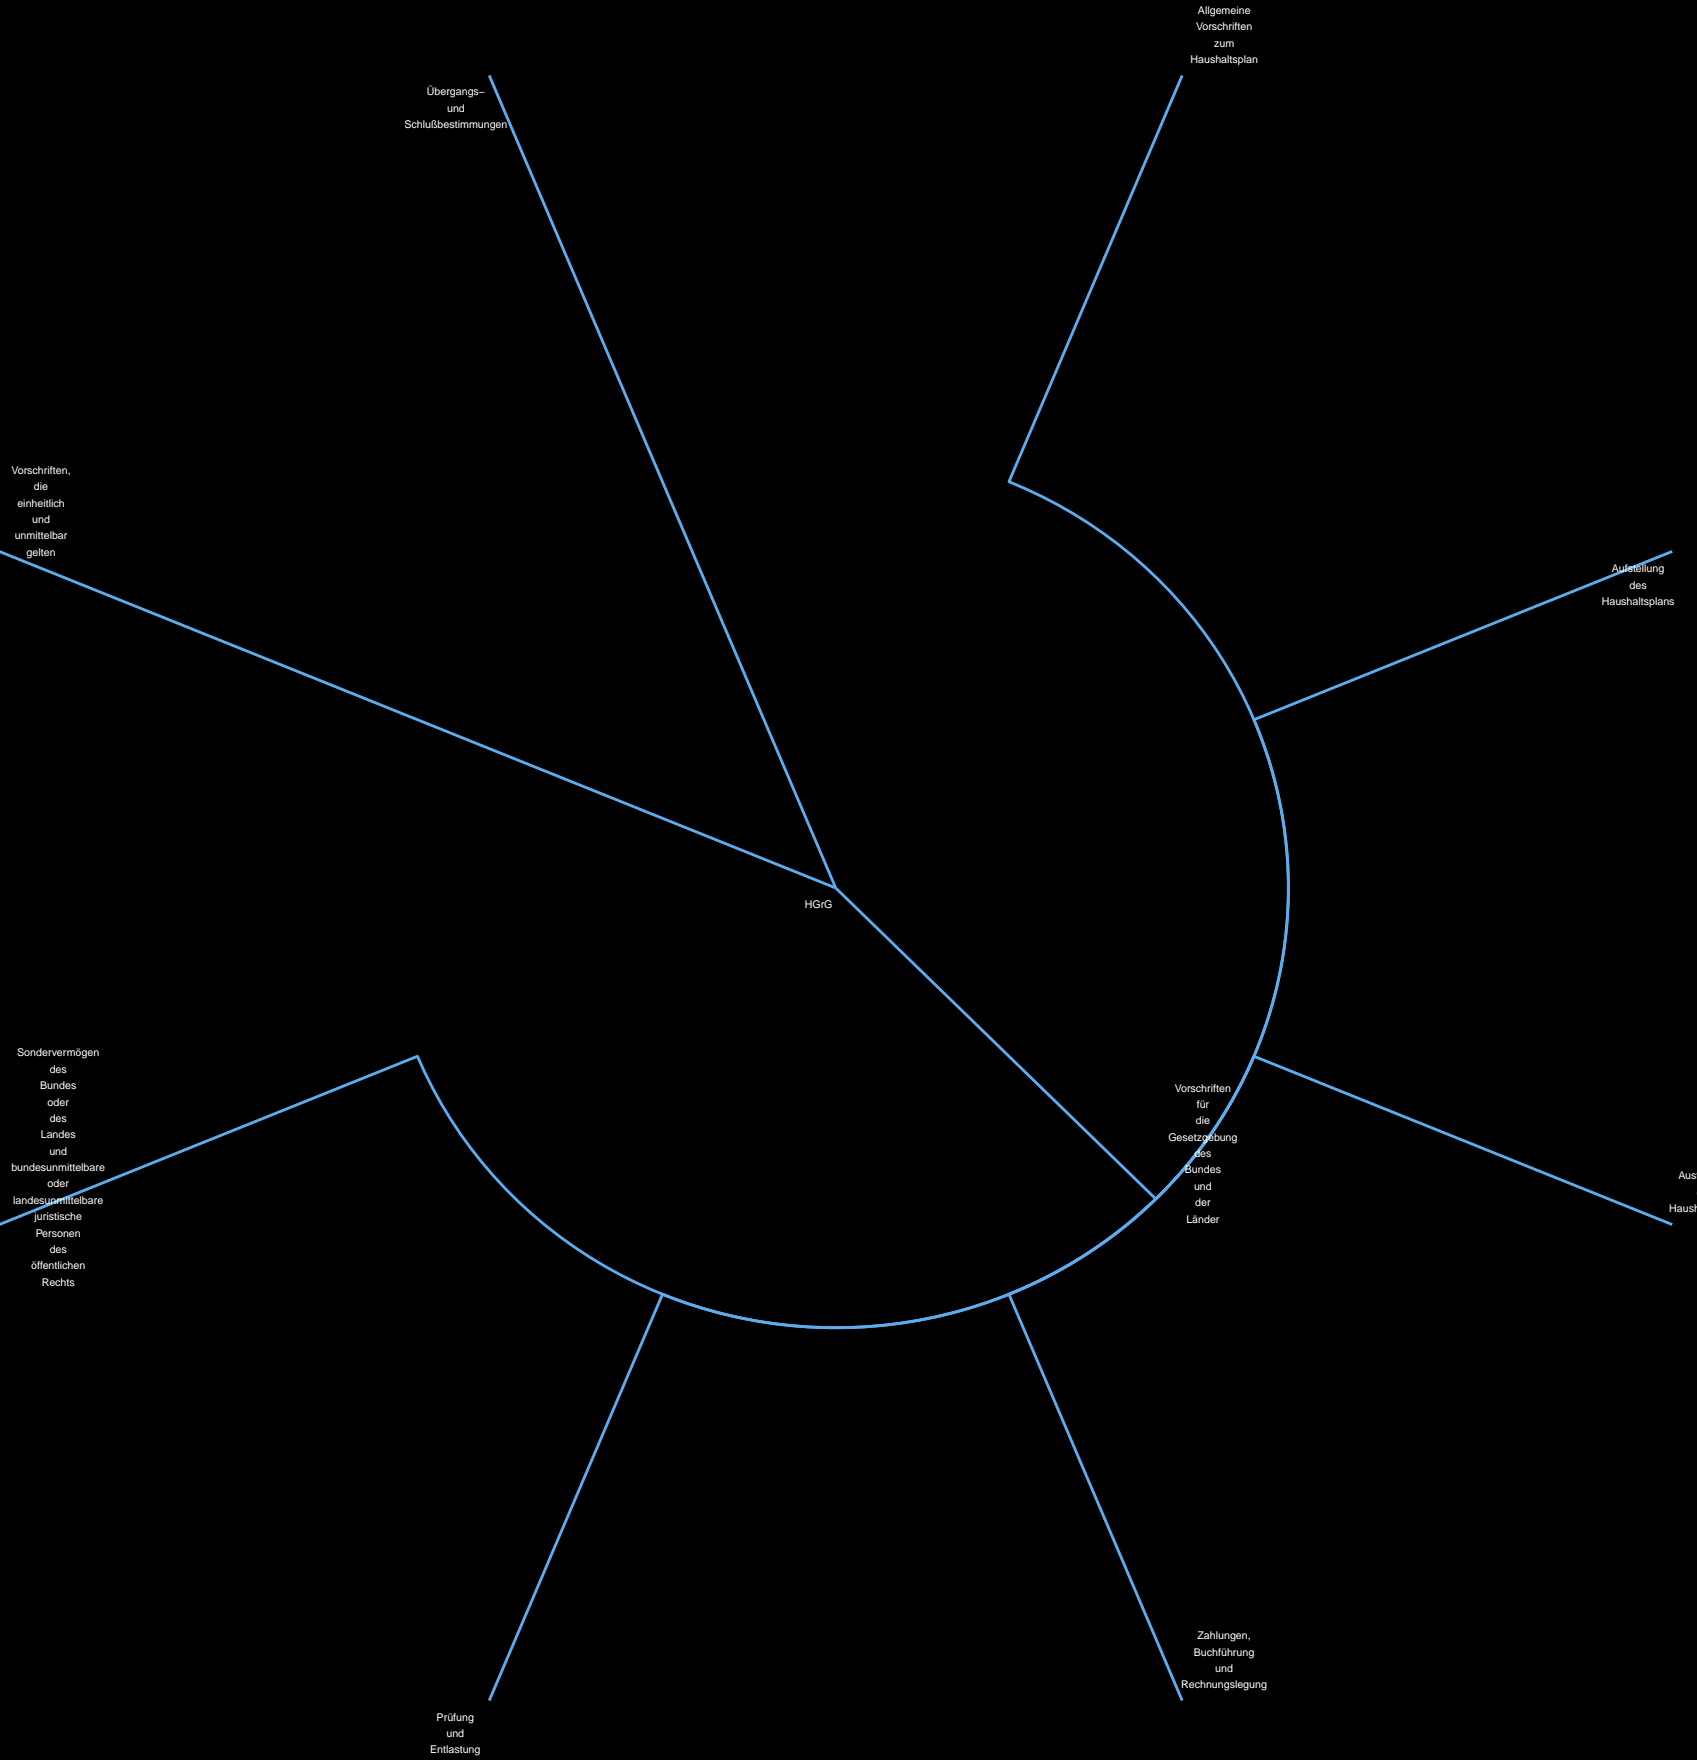 Allgemeine
Vorschriften
zum
Haushaltsplan
Übergangs–
und
Schlußbestimmungen
Vorschriften,
die
einheitlich
und
unmittelbar
gelten
Aufstellung
des
Haushaltsplans
HGrG
Sondervermögen
des
Bundes
oder
des
Landes
und
bundesunmittelbare
oder
landesunmittelbare
juristische
Personen
des
öffentlichen
Rechts
Vorschriften
für
die
Gesetzgebung
des
Bundes
und
der
Länder
Zahlungen,
Buchführung
und
Rechnungslegung
Prüfung
und
Entlastung